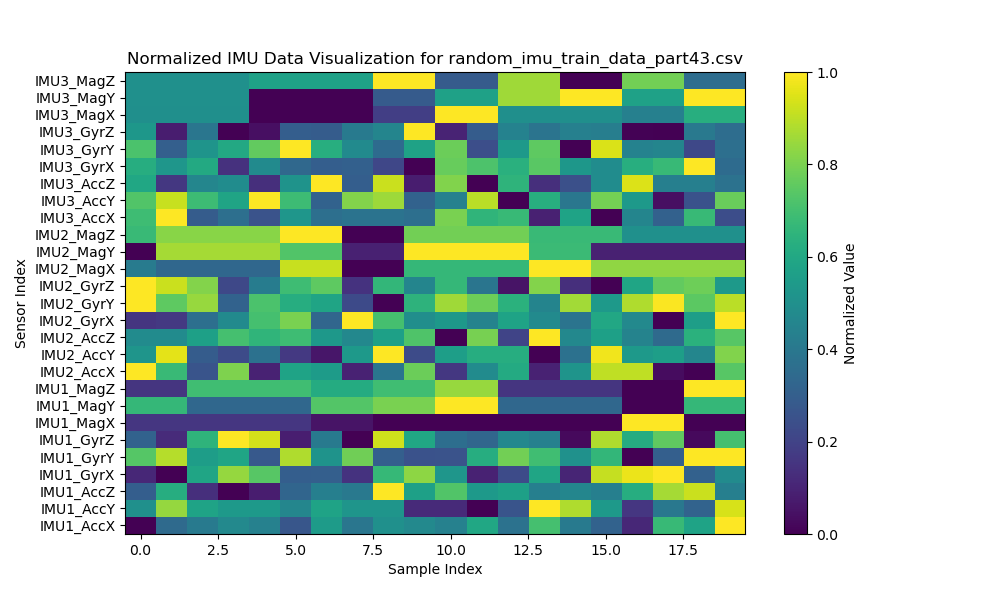 Normalized IMU Data Visualization for random_imu_train_data_part43.csv
IMU3_MagZ
IMU3_MagY
IMU3_MagX
IMU3_GyrZ
IMU3_GyrY
IMU3_GyrX
IMU3_AccZ
IMU3_AccY
IMU3_AccX
IMU2_MagZ
IMU2_MagY
IMU2_MagX
IMU2_GyrZ
IMU2_GyrY
IMU2_GyrX
IMU2_AccZ
IMU2_AccY
IMU2_AccX
IMU1_MagZ
IMU1_MagY
IMU1_MagX
IMU1_GyrZ
IMU1_GyrY
IMU1_GyrX
IMU1_AccZ
IMU1_AccY
IMU1_AccX
Sensor Index
0.0 2.5 5.0 7.5 10.0 12.5 15.0 17.5
Sample Index
1.0
0.8
0.6
0.4
0.2
0.0
Normalized Value